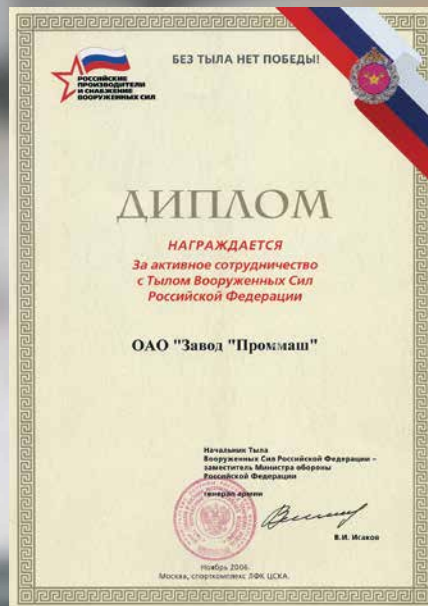 БЕЗ ТЫЛА НЕТ ПОБЕДЫ!
РОССИЙСКИЕ
ПРОИЗВОДИТЕЛИ
И СНАБЖЕНИЕ
ВООРУЖЕННЫХ СИЛ
ДИПЛОМ
НАГРАЖДАЕТСЯ
За активное сотрудничество
с Тылом Вооруженных Сил
Российской Федерации
ОАО "Завод "Проммаш"
Начальник Тыла
Вооруженных Сил Российской Федерации –
заместитель Министра обороны
Российской Федерации
генерал армии
В.И. Исаков
Ноябрь 2006.
Москва, спорткомплекс ЛФК ЦСКА.